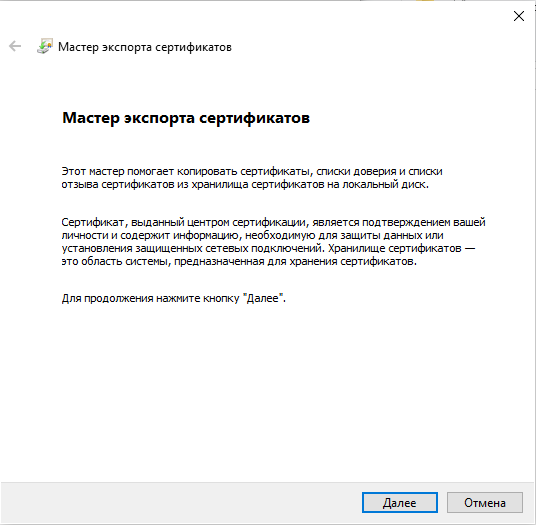 Мастер экспорта сертификатов
Мастер экспорта сертификатов
Этот мастер помогает копировать сертификаты, списки доверия и списки
отзыва сертификатов из хранилища сертификатов на локальный диск.
Сертификат, выданный центром сертификации, является подтверждением вашей
личности и содержит информацию, необходимую для защиты данных или
установления защищенных сетевых подключений. Хранилище сертификатов —
это область системы, предназначенная для хранения сертификатов.
Для продолжения нажмите кнопку "Далее".
Далее
Отмена